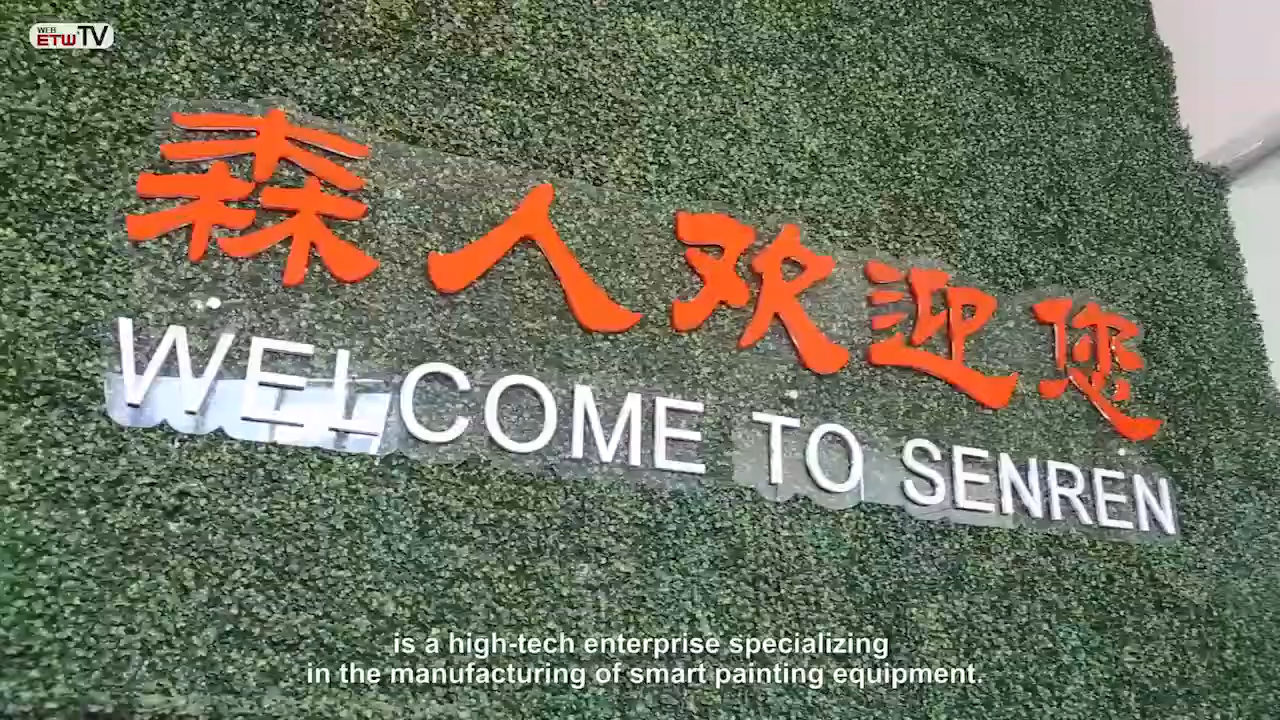 WEB
ETW TV
森人欢迎您
WELCOME TO SENREN
is a high-tech enterprise specializing
in the manufacturing of smart painting equipment.